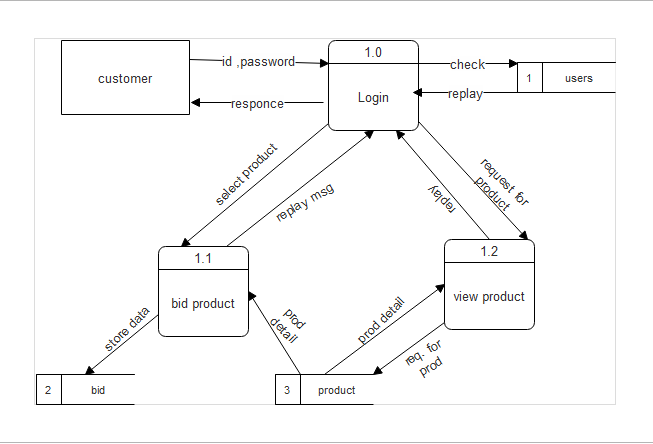 1.0
customer
id ,password
check
1
users
Login
replay
responce
select product
request for
product
replay msg
replay
1.1
1.2
bid product
view product
store data
prod
detail
prod detail
req. for
prod
2
bid
3
product